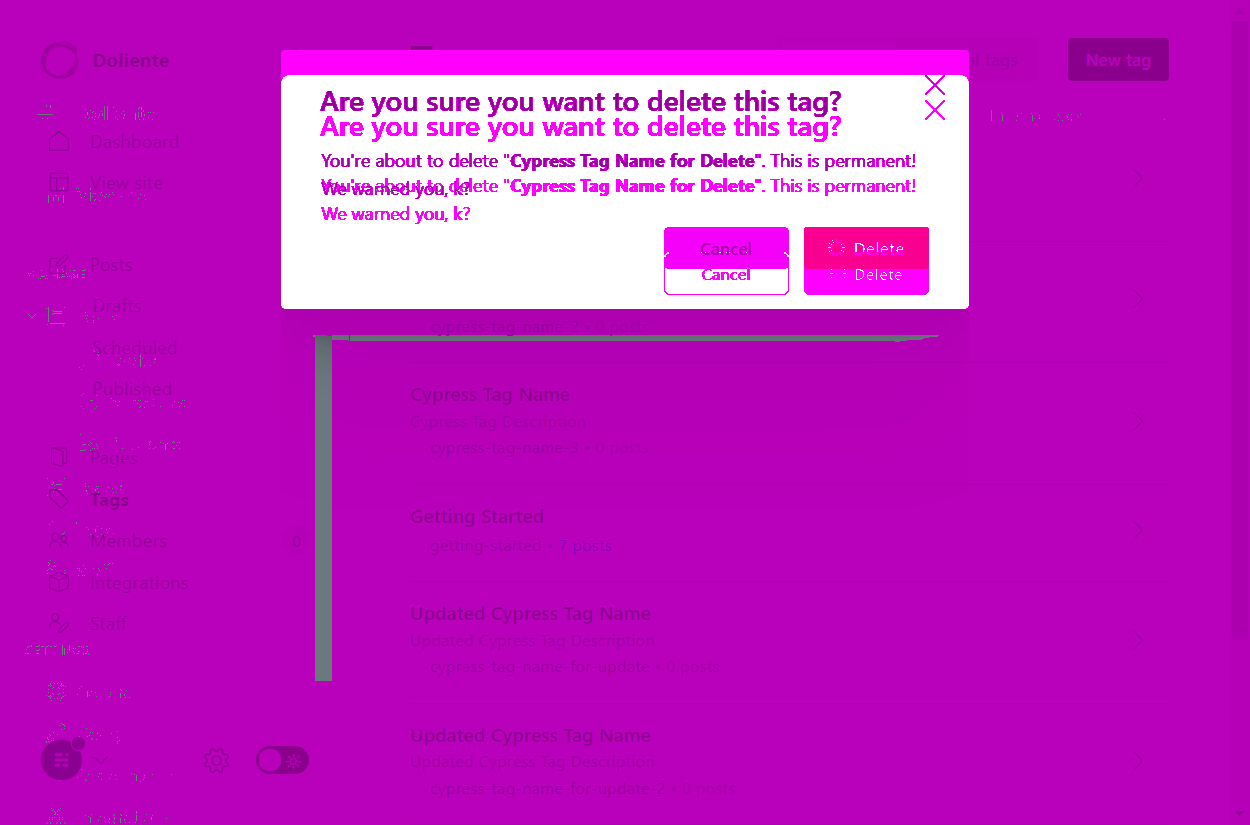 Doliente
al tags
New tag
Dashboard
View site
Posts
Drafts
Scheduled
Published
Pages
Tags
Members
0
Integrations
Staff
Are you sure you want to delete this tag?
Are you sure you want to delete this tag?
You're about to delete "Cypress Tag Name for Delete". This is permanent!
We warned you, k?
You're about to delete "Cypress Tag Name for Delete". This is permanent!
We warned you, k?
Cancel
Delete
Cancel
Delete
cypress-tag-name-2 • 0 posts
Cypress Tag Name
Cypress Tag Description
cypress-tag-name-3 • 0 posts
Getting Started
getting-started • 7 posts
Updated Cypress Tag Name
Updated Cypress Tag Description
cypress-tag-name-for-update • 0 posts
Updated Cypress Tag Name
Updated Cypress Tag Description
cypress-tag-name-for-update-2 • 0 posts